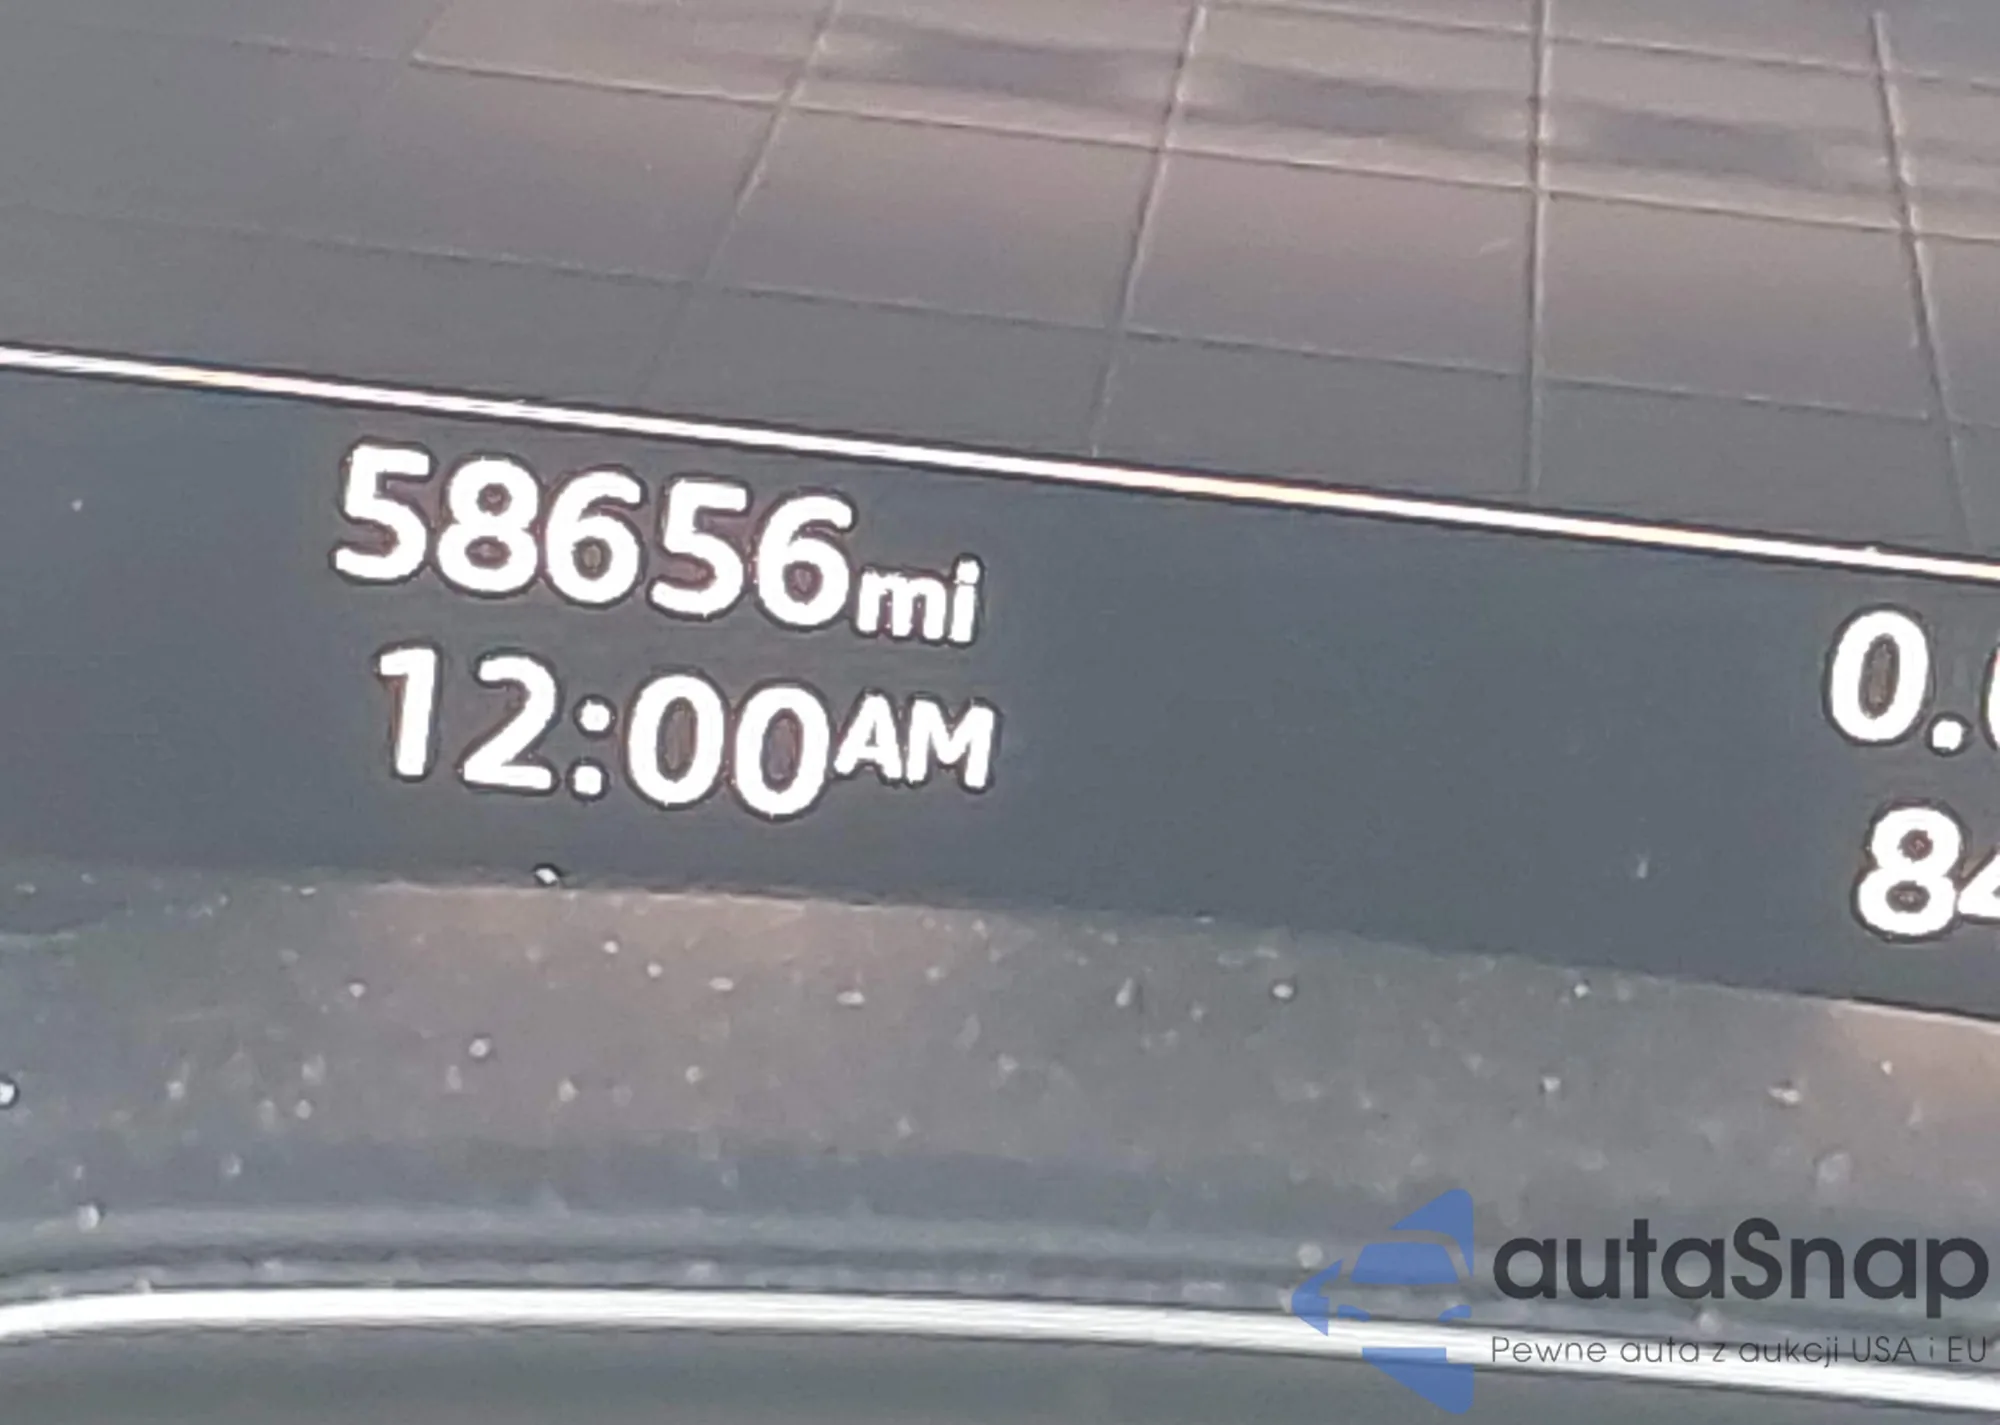 58656mi
12:00AM
0.
84
autaSnap
Pewne auta z aukcji USA i EU